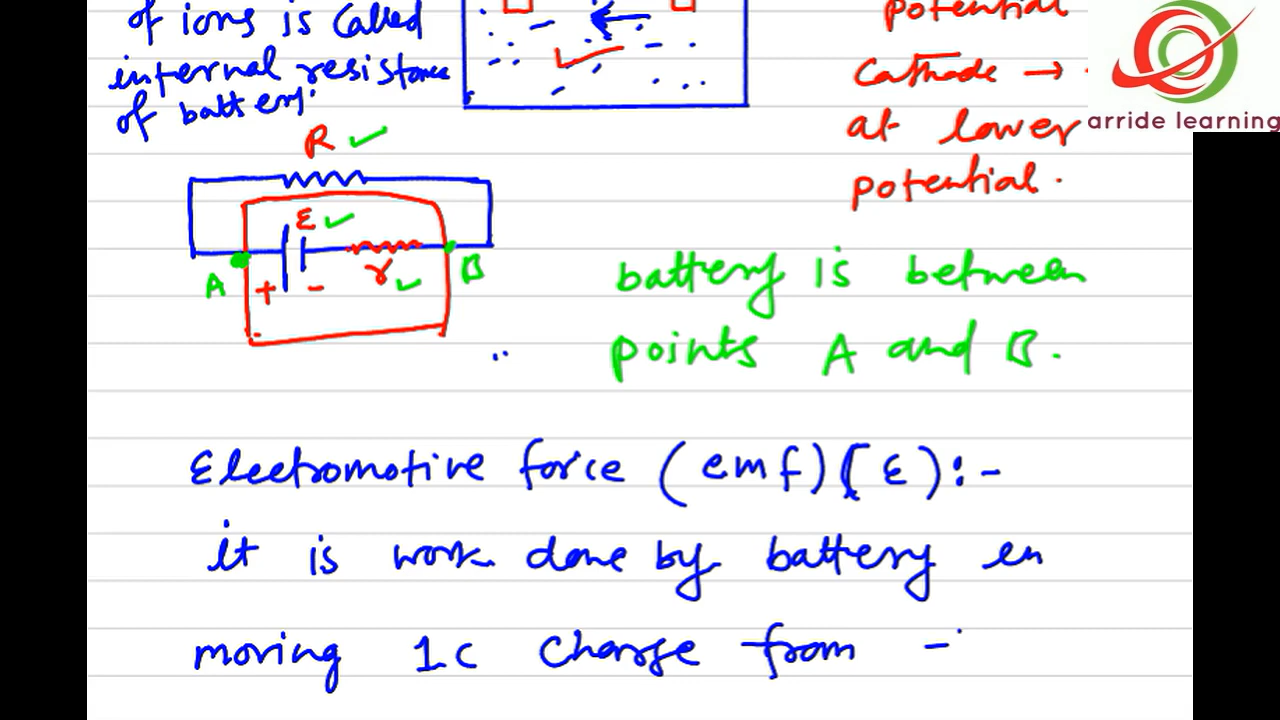 of ions is called
internal resistance
of battery.
potential
Cathode →
at lower
potential.
arride learning
R
ε
A
+
-
r
B
battery is between
points A and B.
Electromotive force (emf)(ε):-
it is work done by battery in
moving 1C charge from -